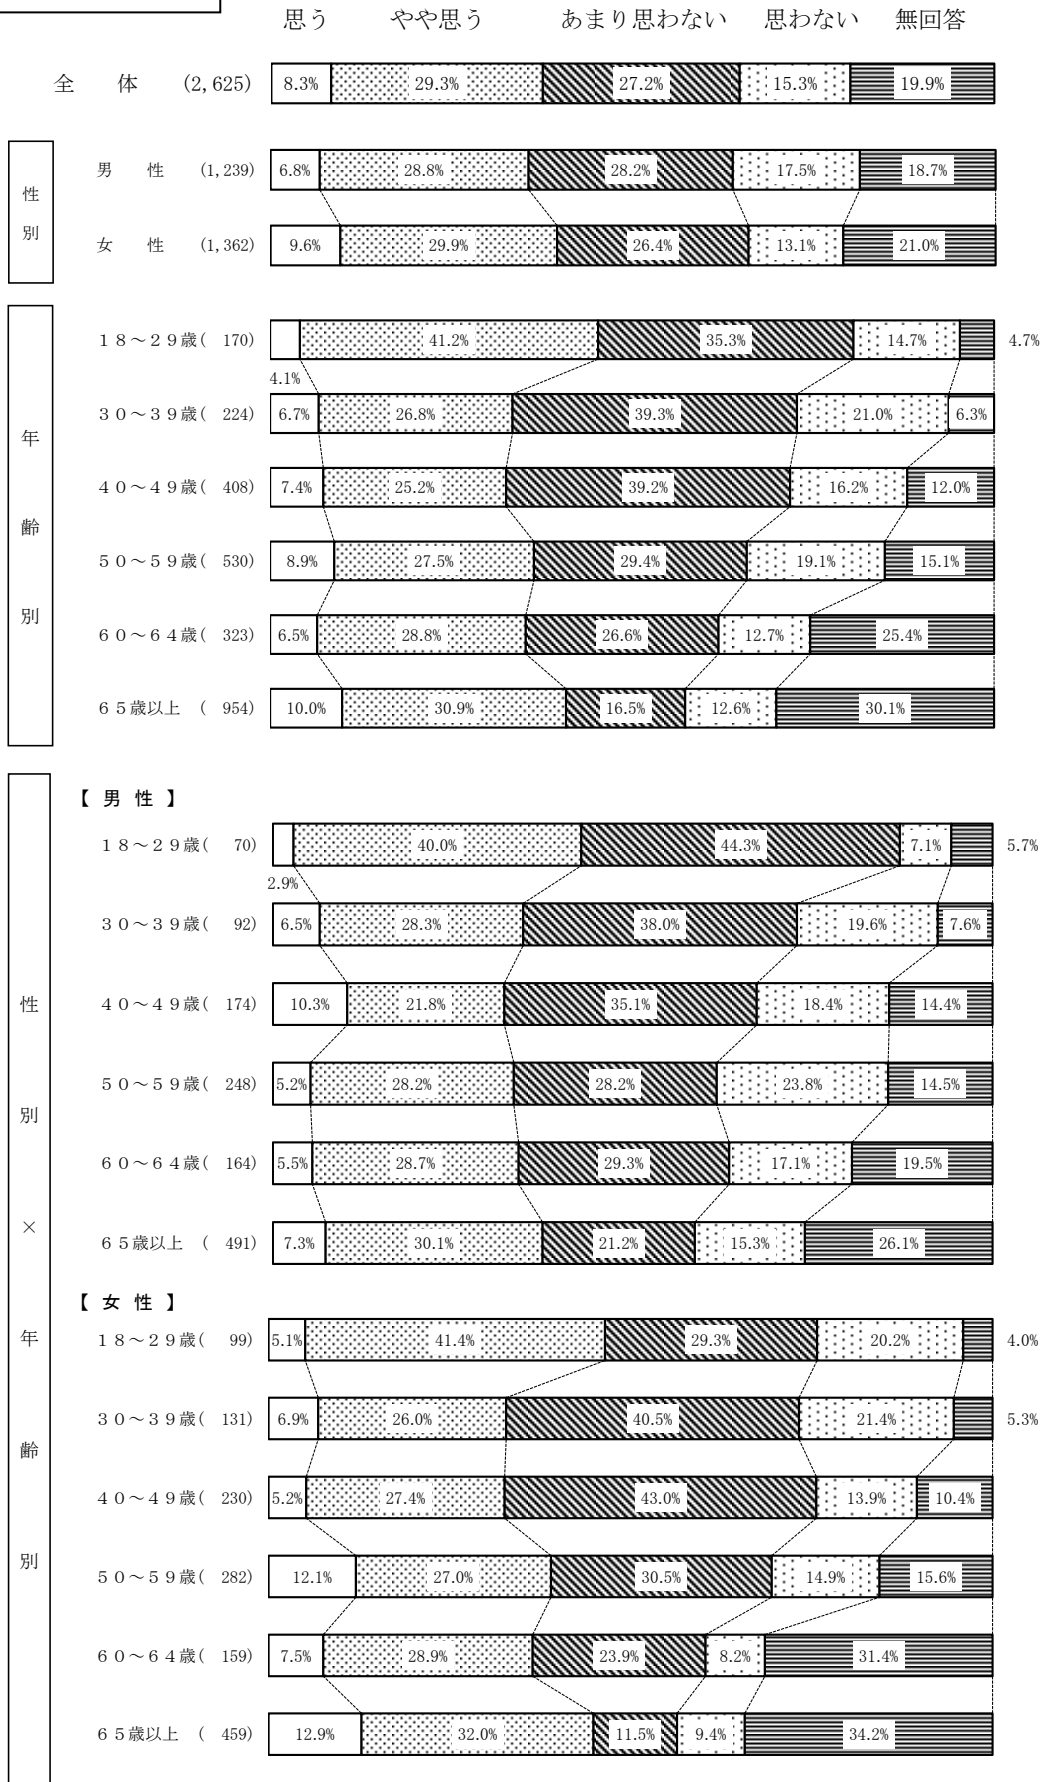 思う　やや思う　あまり思わない　思わない　無回答
全　体　(2,625)　8.3%　29.3%　27.2%　15.3%　19.9%
性別
男　性　(1,239)　6.8%　28.8%　28.2%　17.5%　18.7%
女　性　(1,362)　9.6%　29.9%　26.4%　13.1%　21.0%
年齢別
１８～２９歳(　170)　4.1%　41.2%　35.3%　14.7%　4.7%
３０～３９歳(　224)　6.7%　26.8%　39.3%　21.0%　6.3%
４０～４９歳(　408)　7.4%　25.2%　39.2%　16.2%　12.0%
５０～５９歳(　530)　8.9%　27.5%　29.4%　19.1%　15.1%
６０～６４歳(　323)　6.5%　28.8%　26.6%　12.7%　25.4%
６５歳以上　(　954)　10.0%　30.9%　16.5%　12.6%　30.1%
性別×年齢別
【男性】
１８～２９歳(　70)　2.9%　40.0%　44.3%　7.1%　5.7%
３０～３９歳(　92)　6.5%　28.3%　38.0%　19.6%　7.6%
４０～４９歳(　174)　10.3%　21.8%　35.1%　18.4%　14.4%
５０～５９歳(　248)　5.2%　28.2%　28.2%　23.8%　14.5%
６０～６４歳(　164)　5.5%　28.7%　29.3%　17.1%　19.5%
６５歳以上　(　491)　7.3%　30.1%　21.2%　15.3%　26.1%
【女性】
１８～２９歳(　99)　5.1%　41.4%　29.3%　20.2%　4.0%
３０～３９歳(　131)　6.9%　26.0%　40.5%　21.4%　5.3%
４０～４９歳(　230)　5.2%　27.4%　43.0%　13.9%　10.4%
５０～５９歳(　282)　12.1%　27.0%　30.5%　14.9%　15.6%
６０～６４歳(　159)　7.5%　28.9%　23.9%　8.2%　31.4%
６５歳以上　(　459)　12.9%　32.0%　11.5%　9.4%　34.2%